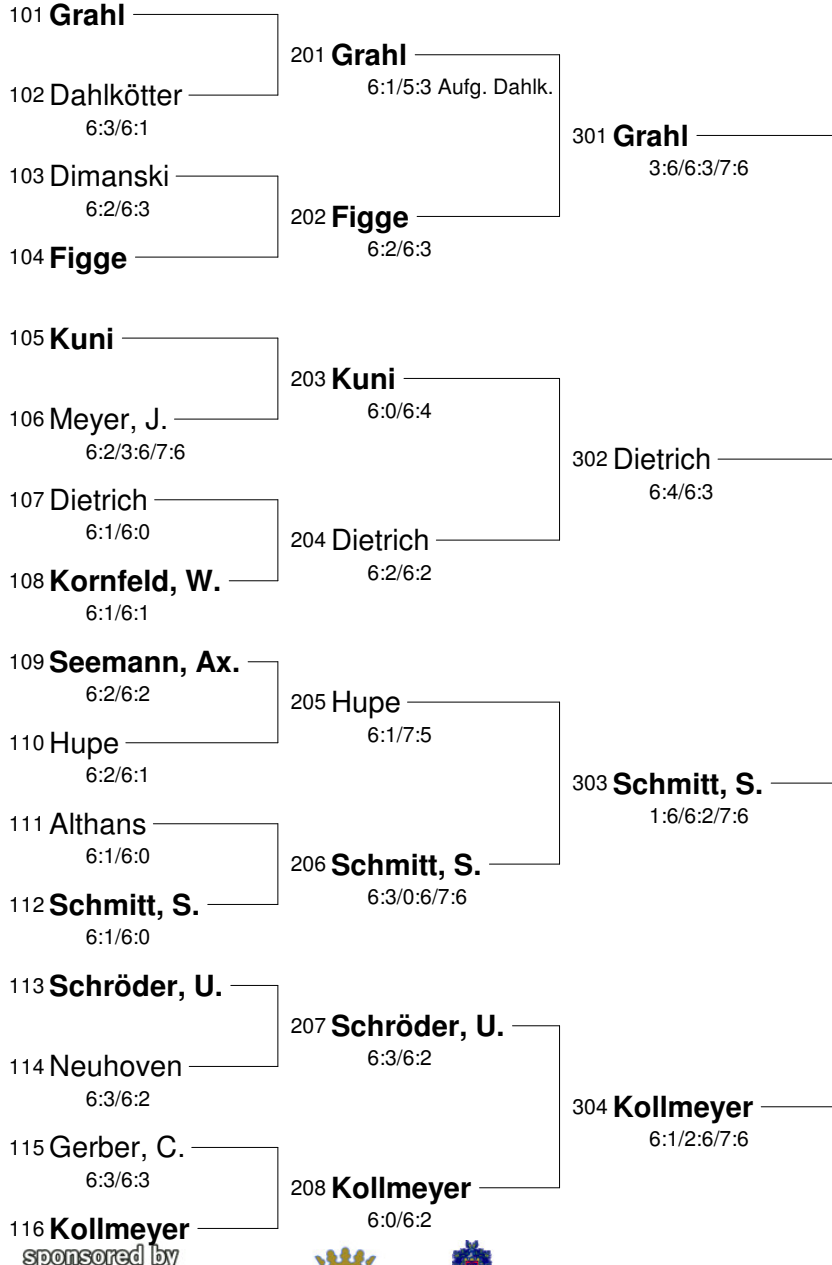 101 Grahl
102 Dahlkötter
6:3/6:1
103 Dimanski
6:2/6:3
104 Figge
105 Kuni
106 Meyer, J.
6:2/3:6/7:6
107 Dietrich
6:1/6:0
108 Kornfeld, W.
6:1/6:1
109 Seemann, Ax.
6:2/6:2
110 Hupe
6:2/6:1
111 Althans
6:1/6:0
112 Schmitt, S.
6:1/6:0
113 Schröder, U.
114 Neuhoven
6:3/6:2
115 Gerber, C.
6:3/6:3
116 Kollmeyer
sponsored by
201 Grahl
6:1/5:3 Aufg. Dahlk.
202 Figge
6:2/6:3
203 Kuni
6:0/6:4
204 Dietrich
6:2/6:2
205 Hupe
6:1/7:5
206 Schmitt, S.
6:3/0:6/7:6
207 Schröder, U.
6:3/6:2
208 Kollmeyer
6:0/6:2
301 Grahl
3:6/6:3/7:6
302 Dietrich
6:4/6:3
303 Schmitt, S.
1:6/6:2/7:6
304 Kollmeyer
6:1/2:6/7:6